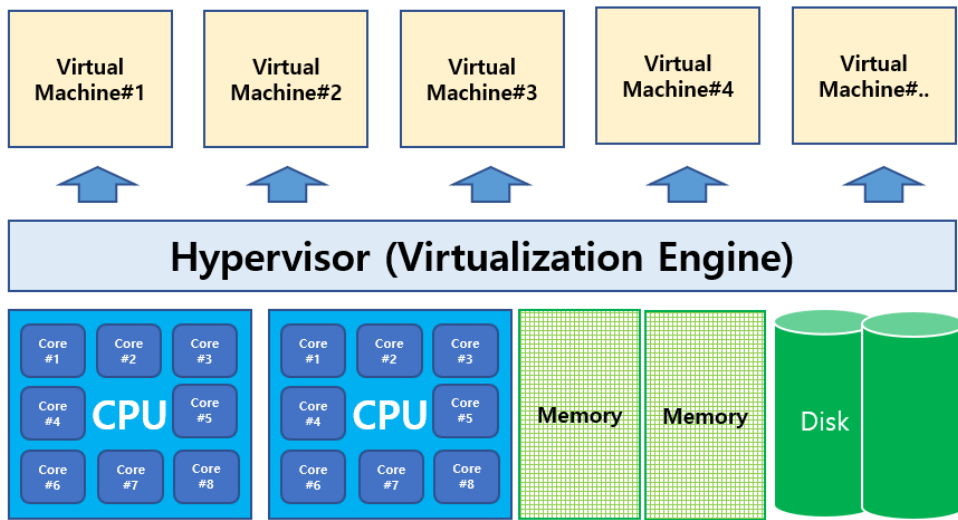 Virtual
Machine#1
Virtual
Machine#2
Virtual
Machine#3
Virtual
Machine#4
Virtual
Machine#..
Hypervisor (Virtualization Engine)
Core
#1
Core
#2
Core
#3
Core
#4
CPU
Core
#5
Core
#6
Core
#7
Core
#8
Core
#1
Core
#2
Core
#3
Core
#4
CPU
Core
#5
Core
#6
Core
#7
Core
#8
Memory
Memory
Disk